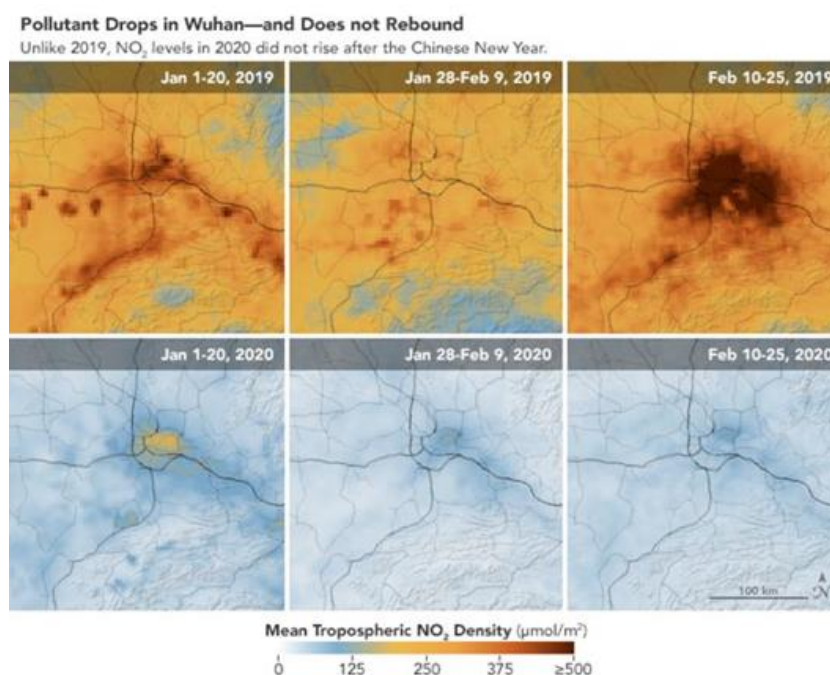 Pollutant Drops in Wuhan—and Does not Rebound
Unlike 2019, NO₂ levels in 2020 did not rise after the Chinese New Year.
Jan 1-20, 2019
Jan 28-Feb 9, 2019
Feb 10-25, 2019
Jan 1-20, 2020
Jan 28-Feb 9, 2020
Feb 10-25, 2020
100 km
N
Mean Tropospheric NO₂ Density (μmol/m²)
0 125 250 375 ≥500